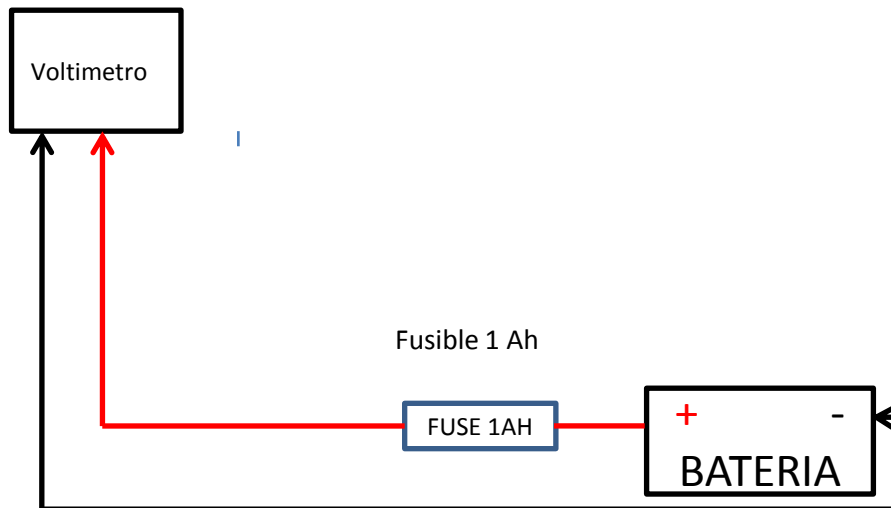 Voltimetro
Fusible 1 Ah
FUSE 1AH
+ -
BATERIA